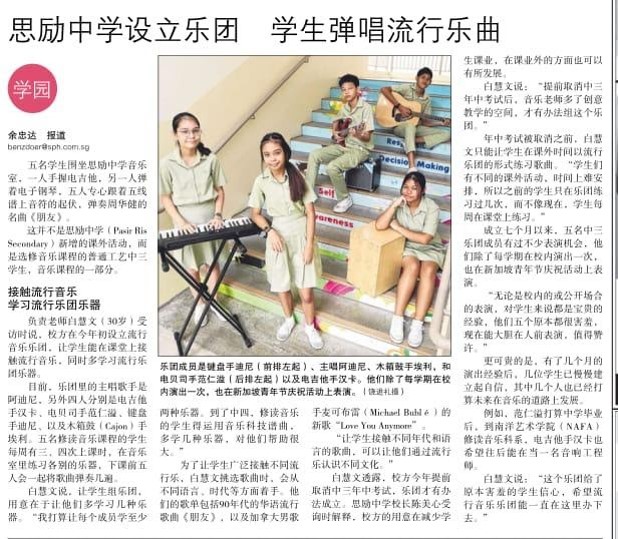 思励中学设立乐团 学生弹唱流行乐曲
学园
余忠达 报道
benzdoer@sph.com.sg
五名学生围坐思励中学音乐
室，一人手握电吉他，另一人弹
着电子钢琴，五人专心跟着五线
谱上音符的起伏，弹奏周华健的
名曲《朋友》。
这并不是思励中学（Pasir Ris
Secondary）新增的课外活动，而
是选修音乐课程的普通工艺中三
学生，音乐课程的一部分。
接触流行音乐
学习流行乐团乐器
负责老师白慧文（30岁）受
访时说，校方在今年初设立流行
音乐乐团，让学生能在课堂上接
触流行音乐，同时多学习流行乐
团乐器。
目前，乐团里的主唱歌手是
阿迪尼，另外四人分别是电吉他
手汉卡、电贝司手范仁溢、键盘
手迪尼、以及木箱鼓（Cajon）手
埃利。五名修读音乐课程的学生
每周有三、四次上课时，在音乐
室里练习各别的乐器，下课前五
人会一起将歌曲弹奏几遍。
白慧文说，让学生组乐团，
用意在于让他们多学习几种乐
器。“我打算让每个成员学至少
Self
Awareness
Decision Making
乐团成员是键盘手迪尼（前排左起）、主唱阿迪尼、木箱鼓手埃利，和
电贝司手范仁溢（后排左起）以及电吉他手汉卡。他们除了每学期在校
内演出一次，也在新加坡青年节庆祝活动上表演。（饶进礼摄）
两种乐器。到了中四，修读音乐
的学生得运用音乐科技谱曲，
多学几种乐器，对他们帮助很
大。”
为了让学生广泛接触不同流
行乐，白慧文挑选歌曲时，会从
不同语言、时代等方面着手。他
们的歌单包括90年代的华语流行
歌曲《朋友》，以及加拿大男歌
手麦可布雷（Michael Bublé）的
新歌“Love You Anymore”。
“让学生接触不同年代和语
言的歌曲，可以让他们通过流行
乐认识不同文化。”
白慧文透露，校方今年提前
取消中三年中考试，乐团才有办
法成立。思励中学校长陈美心受
询时解释，校方的用意在减少学
生课业，在课业外的方面也可以
有所发展。
白慧文说：“提前取消中三
年中考试后，音乐老师多了创意
教学的空间，才有办法组这个乐
团。”
年中考试被取消之前，白慧
文只能让学生在课外时间以流行
乐团的形式练习歌曲。“学生们
有不同的课外活动，时间上难安
排，所以之前的学生只在乐团练
习过几次，而不像现在，学生每
周在课堂上练习。”
成立七个月以来，五名中三
乐团成员有过不少表演机会，他
们除了每学期在校内演出一次，
也在新加坡青年节庆祝活动上表
演。
“无论是校内的或公开场合
的表演，对学生来说都是宝贵的
经验，他们五个原本都很害羞，
现在能大胆在人前表演，值得赞
许。”
更可贵的是，有了几个月的
演出经验后，几位学生已慢慢建
立起自信，其中几个人也已经打
算未来在音乐的道路上发展。
例如，范仁溢打算中学毕业
后，到南洋艺术学院（NAFA）
修读音乐科系，电吉他手汉卡也
希望往后能在当一名音响工程
师。
白慧文说：“这个乐团给了
原本害羞的学生信心，希望流
行音乐乐团能一直在这里办下
去。”